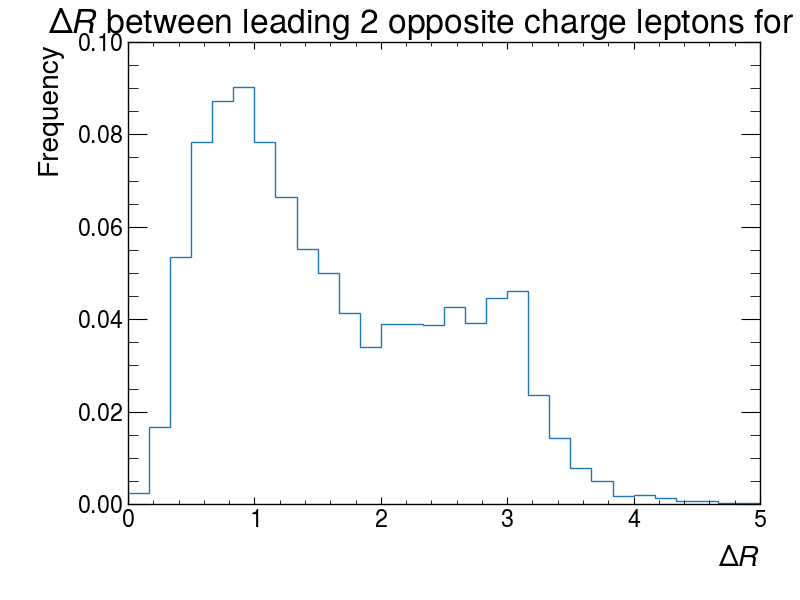 ΔR between leading 2 opposite charge leptons for
Frequency
0.10
0.08
0.06
0.04
0.02
0.00
0 1 2 3 4 5
ΔR